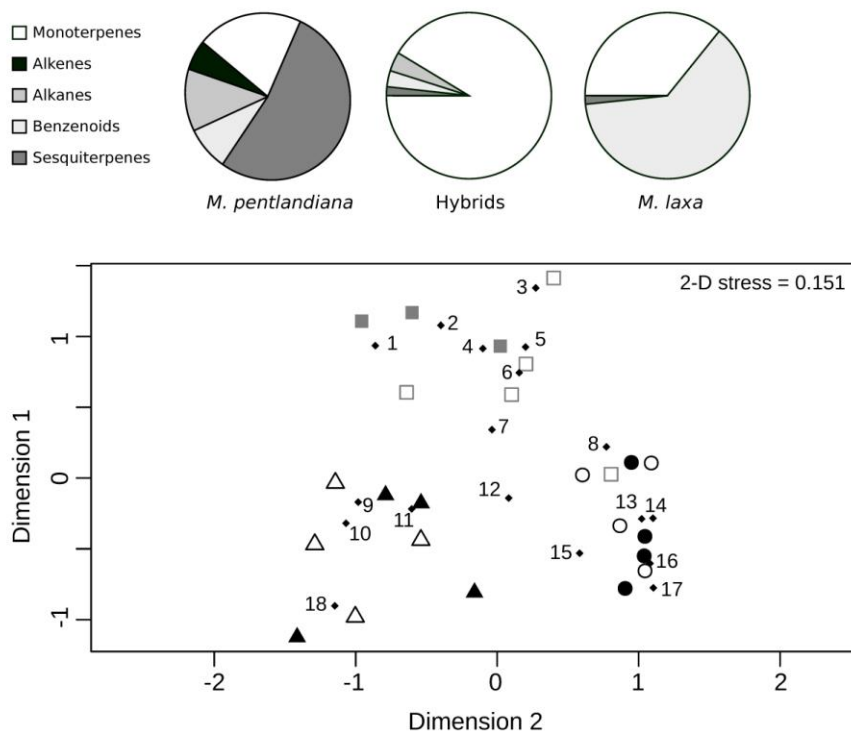 Monoterpenes
Alkenes
Alkanes
Benzenoids
Sesquiterpenes
M. pentlandiana
Hybrids
M. laxa
2-D stress = 0.151
3
1
2
4
5
6
7
8
9
10
11
12
13
14
15
16
17
18
1
0
-1
Dimension 1
-2
-1
0
1
2
Dimension 2